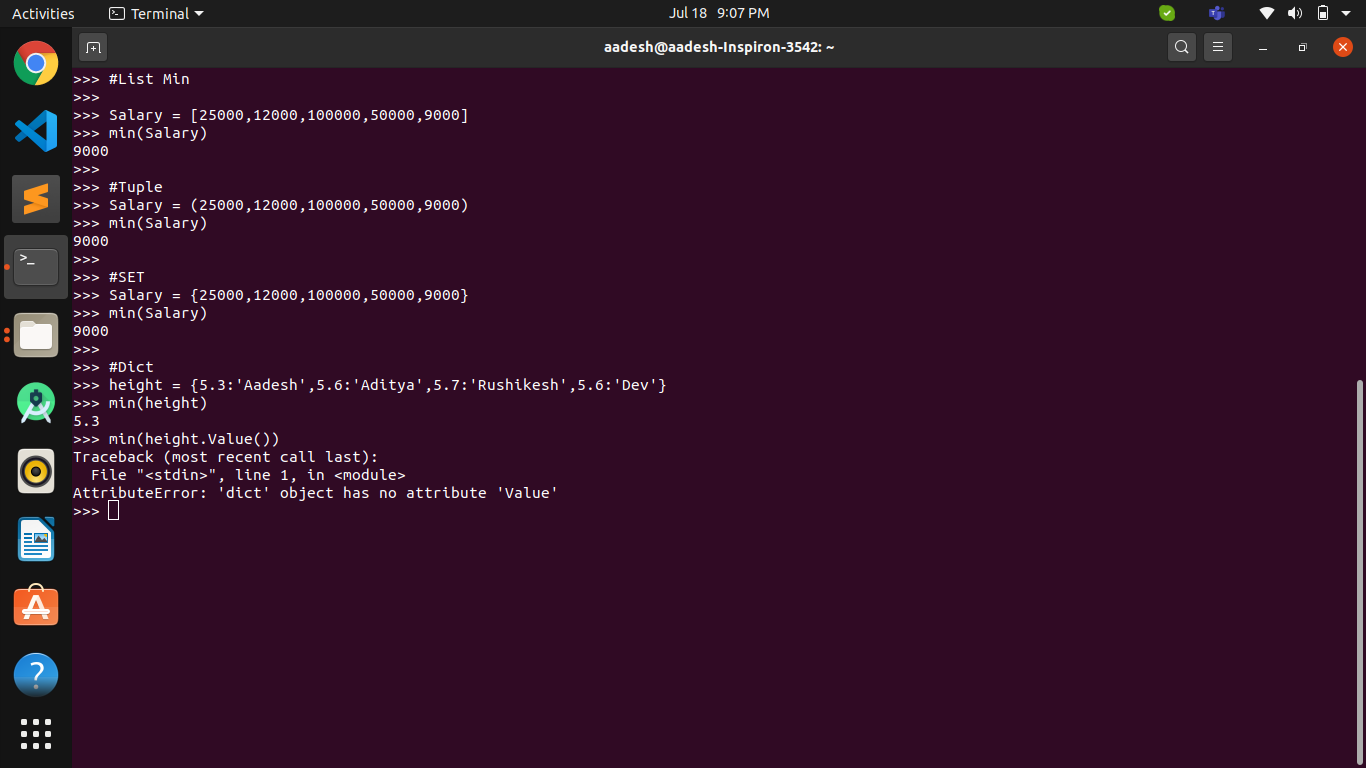 Activities
Terminal
Jul 18 9:07 PM
aadesh@aadesh-Inspiron-3542: ~
>>> #List Min
>>>
>>> Salary = [25000,12000,100000,50000,9000]
>>> min(Salary)
9000
>>>
>>> #Tuple
>>> Salary = (25000,12000,100000,50000,9000)
>>> min(Salary)
9000
>>>
>>> #SET
>>> Salary = {25000,12000,100000,50000,9000}
>>> min(Salary)
9000
>>>
>>> #Dict
>>> height = {5.3:'Aadesh',5.6:'Aditya',5.7:'Rushikesh',5.6:'Dev'}
>>> min(height)
5.3
>>> min(height.Value())
Traceback (most recent call last):
  File "<stdin>", line 1, in <module>
AttributeError: 'dict' object has no attribute 'Value'
>>>